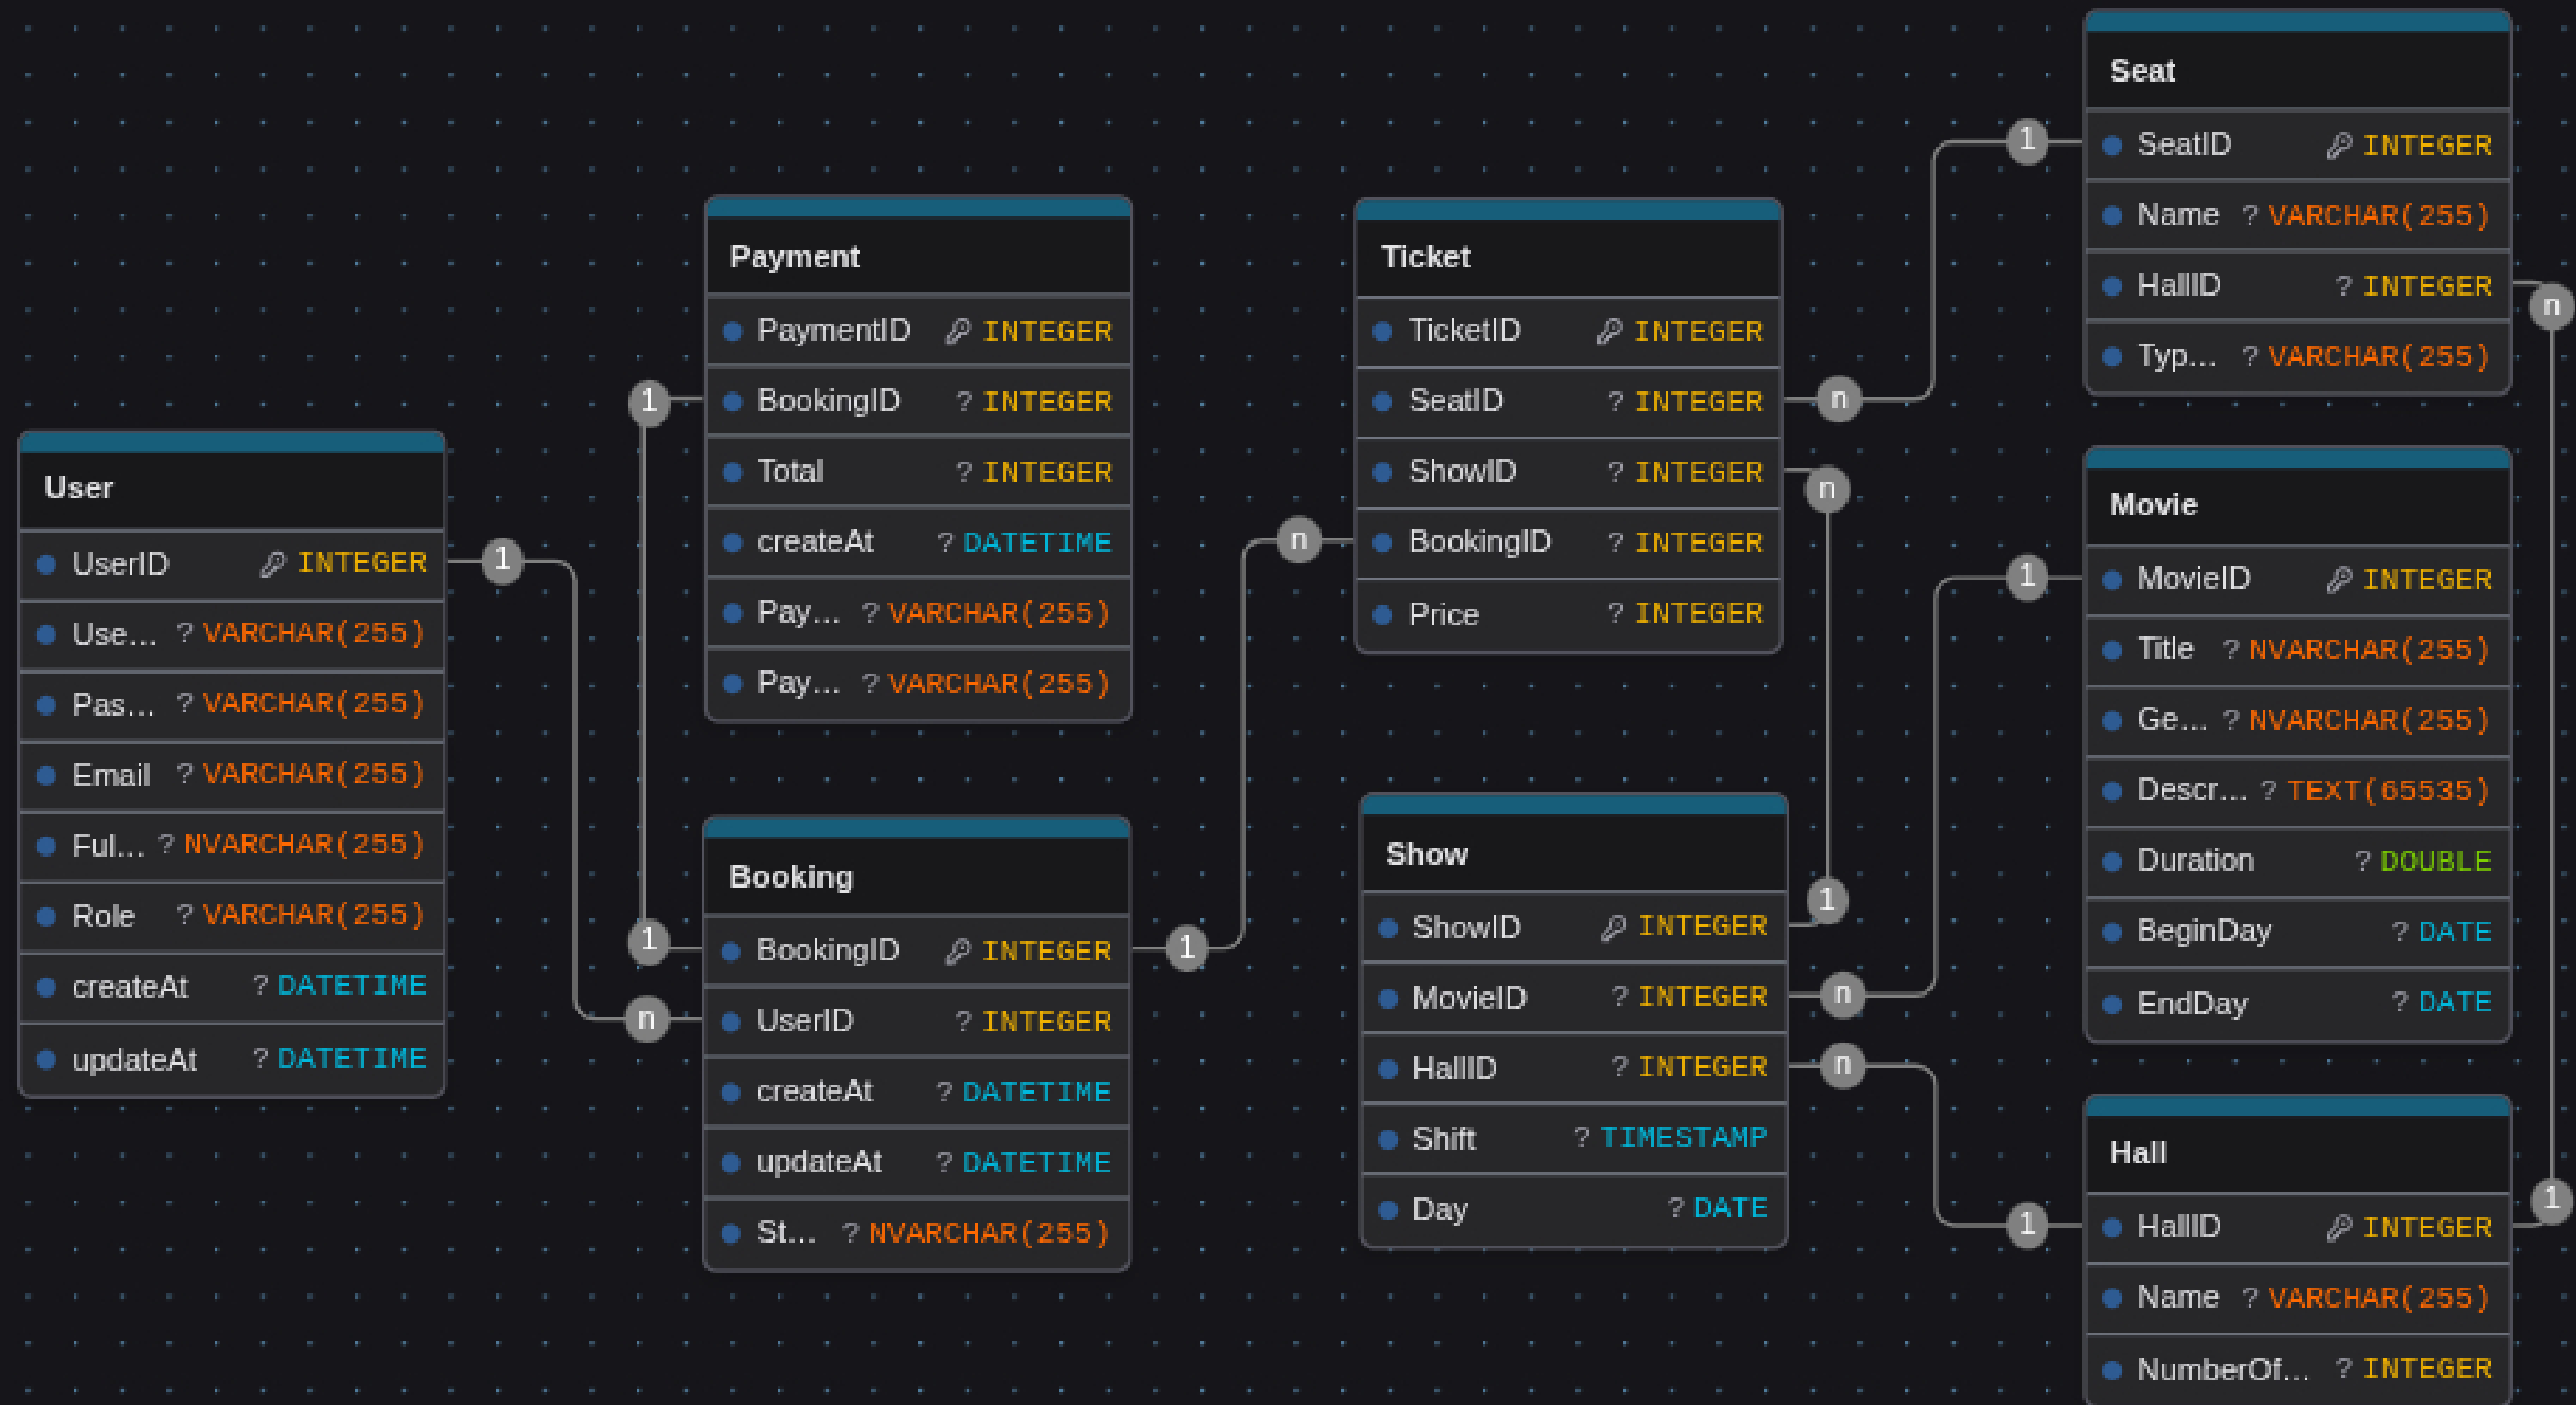 User
UserID INTEGER
Use... ? VARCHAR(255)
Pas... ? VARCHAR(255)
Email ? VARCHAR(255)
Ful... ? NVARCHAR(255)
Role ? VARCHAR(255)
createAt ? DATETIME
updateAt ? DATETIME
1
n
1
1
Payment
PaymentID INTEGER
BookingID ? INTEGER
Total ? INTEGER
createAt ? DATETIME
Pay... ? VARCHAR(255)
Pay... ? VARCHAR(255)
Booking
BookingID INTEGER
UserID ? INTEGER
createAt ? DATETIME
updateAt ? DATETIME
St... ? NVARCHAR(255)
n
1
Ticket
TicketID INTEGER
SeatID ? INTEGER
ShowID ? INTEGER
BookingID ? INTEGER
Price ? INTEGER
Show
ShowID INTEGER
MovieID ? INTEGER
HallID ? INTEGER
Shift ? TIMESTAMP
Day ? DATE
1
n
n
1
1
n
n
1
Seat
SeatID INTEGER
Name ? VARCHAR(255)
HallID ? INTEGER
Typ... ? VARCHAR(255)
Movie
MovieID INTEGER
Title ? NVARCHAR(255)
Ge... ? NVARCHAR(255)
Descr... ? TEXT(65535)
Duration ? DOUBLE
BeginDay ? DATE
EndDay ? DATE
Hall
HallID INTEGER
Name ? VARCHAR(255)
NumberOf... ? INTEGER
n
1